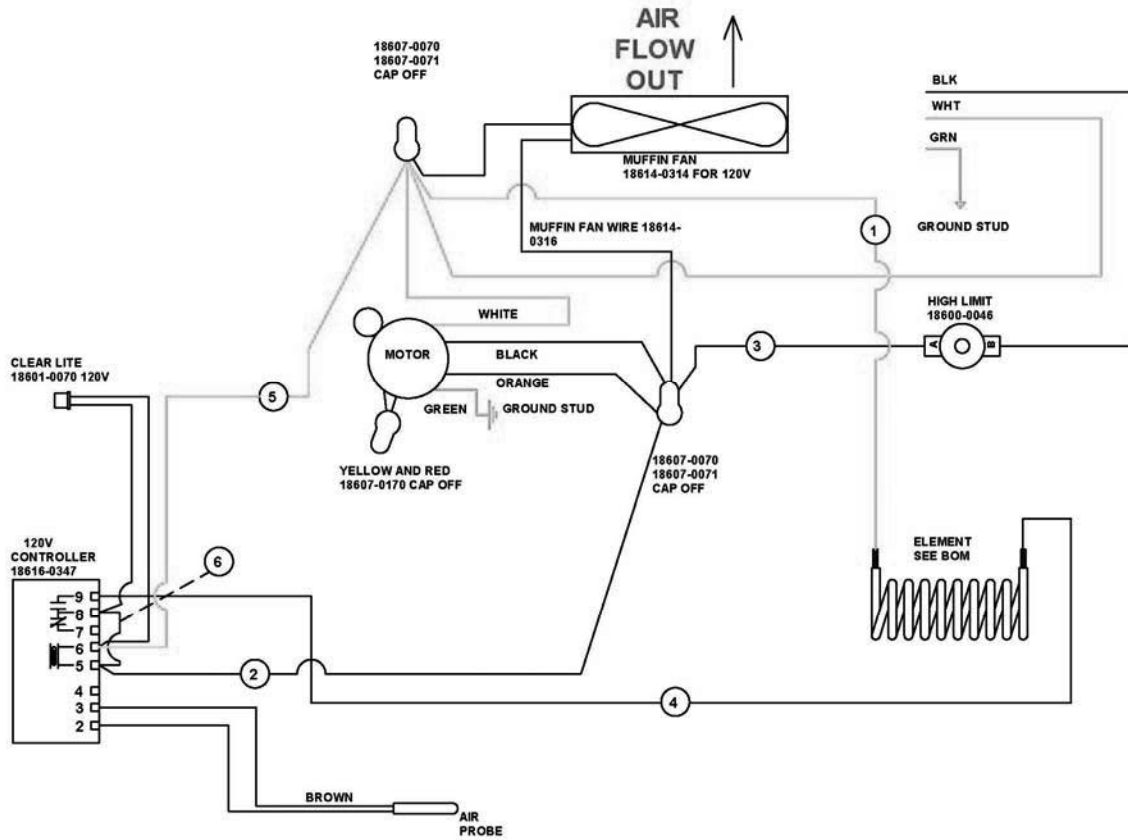 AIR
FLOW
OUT
18607-0070
18607-0071
CAP OFF
BLK
WHT
GRN
MUFFIN FAN
18614-0314 FOR 120V
MUFFIN FAN WIRE 18614-
0316
1
GROUND STUD
HIGH LIMIT
18600-0046
WHITE
A
B
MOTOR
BLACK
3
CLEAR LITE
18601-0070 120V
ORANGE
5
GREEN
GROUND STUD
YELLOW AND RED
18607-0170 CAP OFF
18607-0070
18607-0071
CAP OFF
120V
CONTROLLER
18616-0347
6
ELEMENT
SEE BOM
9
8
7
6
5
4
3
2
2
4
BROWN
AIR
PROBE